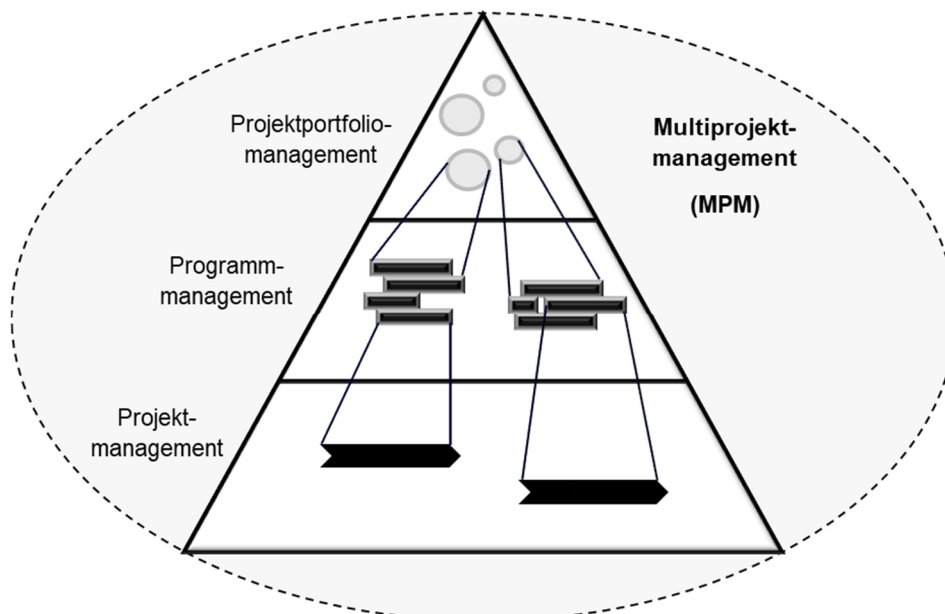 Projektportfolio-
management
Multiprojekt-
management
(MPM)
Programm-
management
Projekt-
management